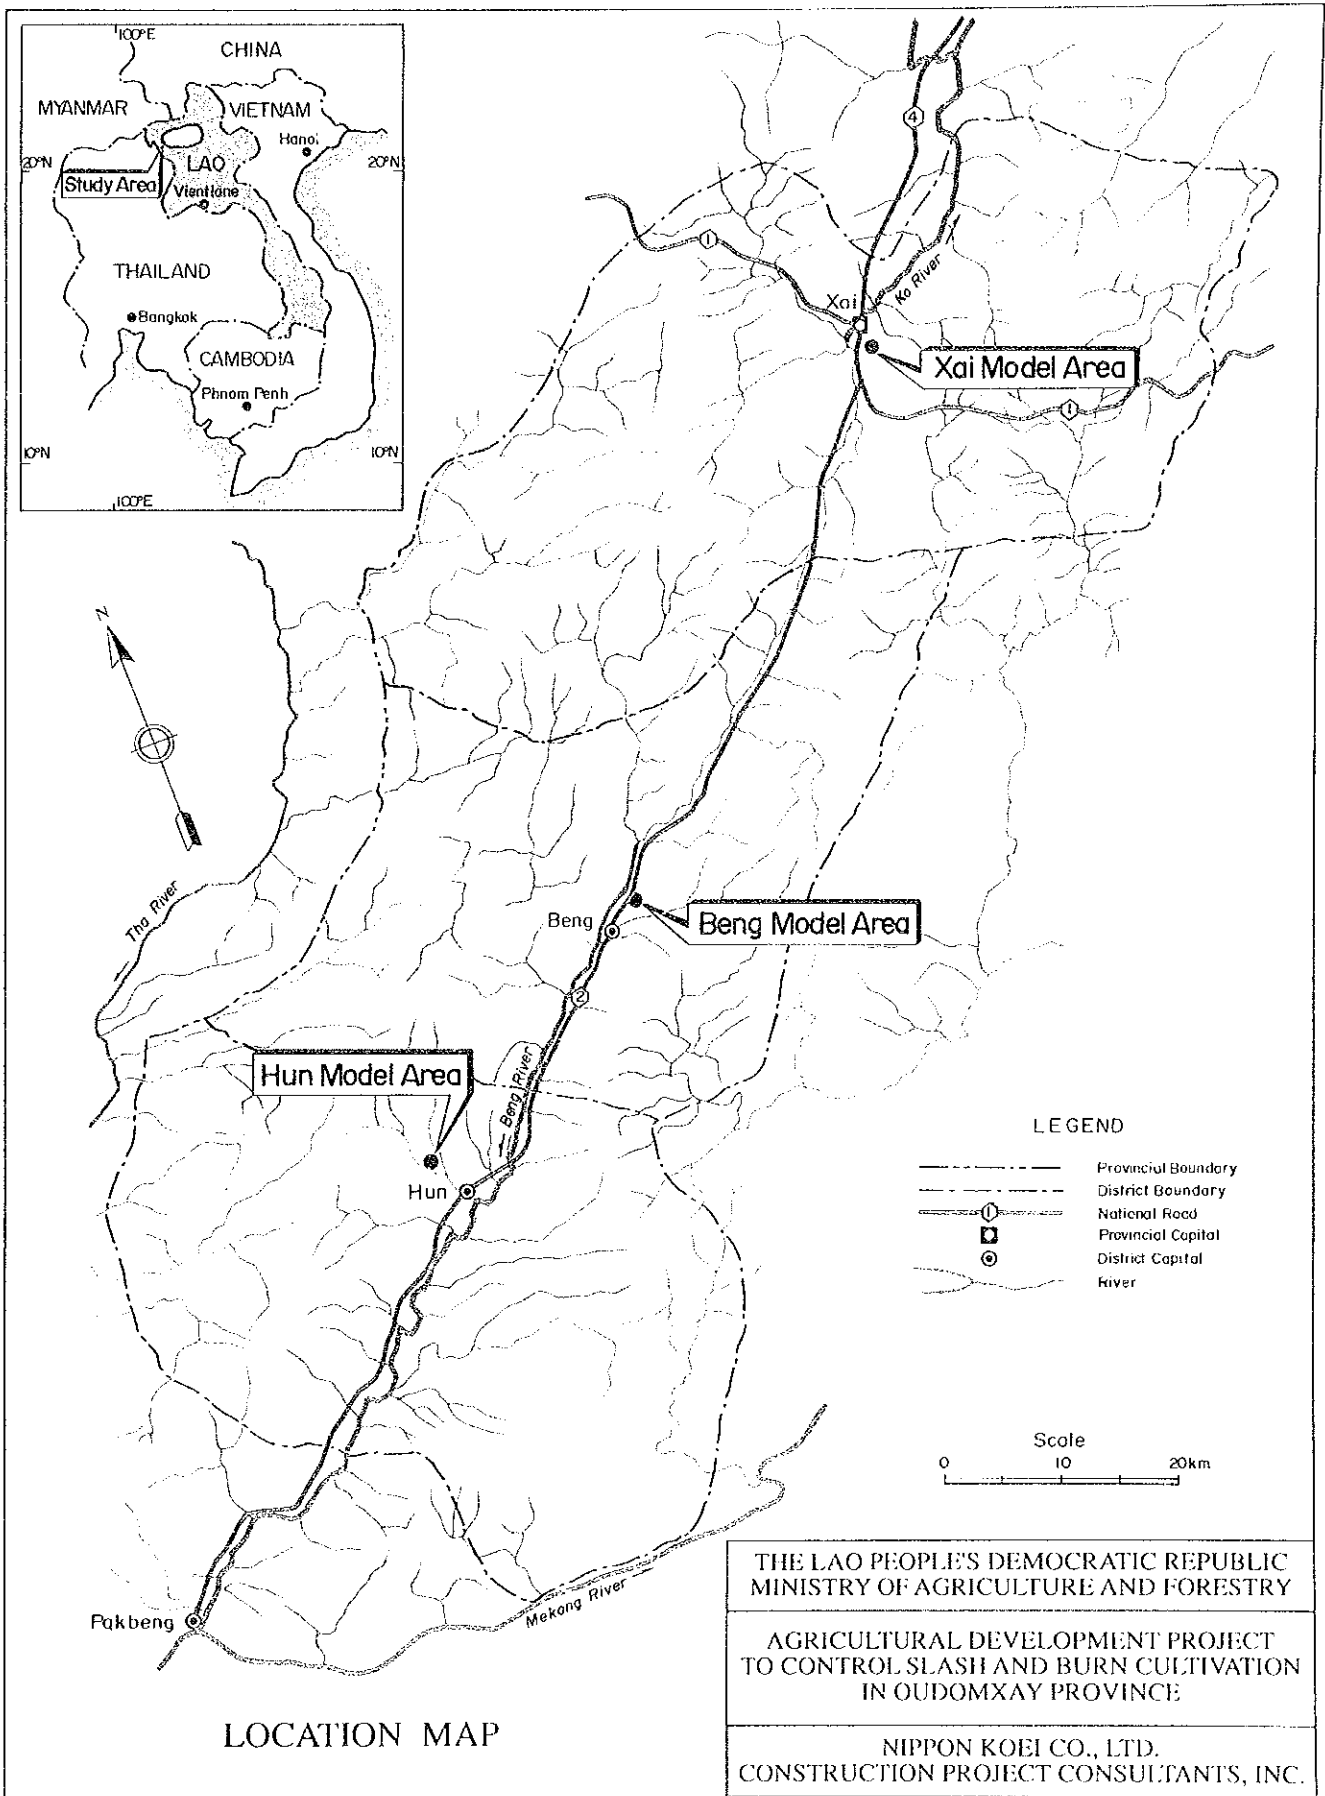 100°E
CHINA
MYANMAR
VIETNAM
Hanoi
20°N
20°N
LAO
Study Area
Vientiane
THAILAND
Bangkok
CAMBODIA
Phnom Penh
10°N
10°N
100°E
4
1
Ko River
Xai
Xai Model Area
1
N
Tha River
Beng
Beng Model Area
2
Hun Model Area
Beng River
Hun
LEGEND
Provincial Boundary
District Boundary
1
National Road
Provincial Capital
District Capital
River
Scale
0 10 20km
Pakbeng
Mekong River
LOCATION MAP
THE LAO PEOPLE'S DEMOCRATIC REPUBLIC
MINISTRY OF AGRICULTURE AND FORESTRY
AGRICULTURAL DEVELOPMENT PROJECT
TO CONTROL SLASH AND BURN CULTIVATION
IN OUDOMXAY PROVINCE
NIPPON KOEI CO., LTD.
CONSTRUCTION PROJECT CONSULTANTS, INC.